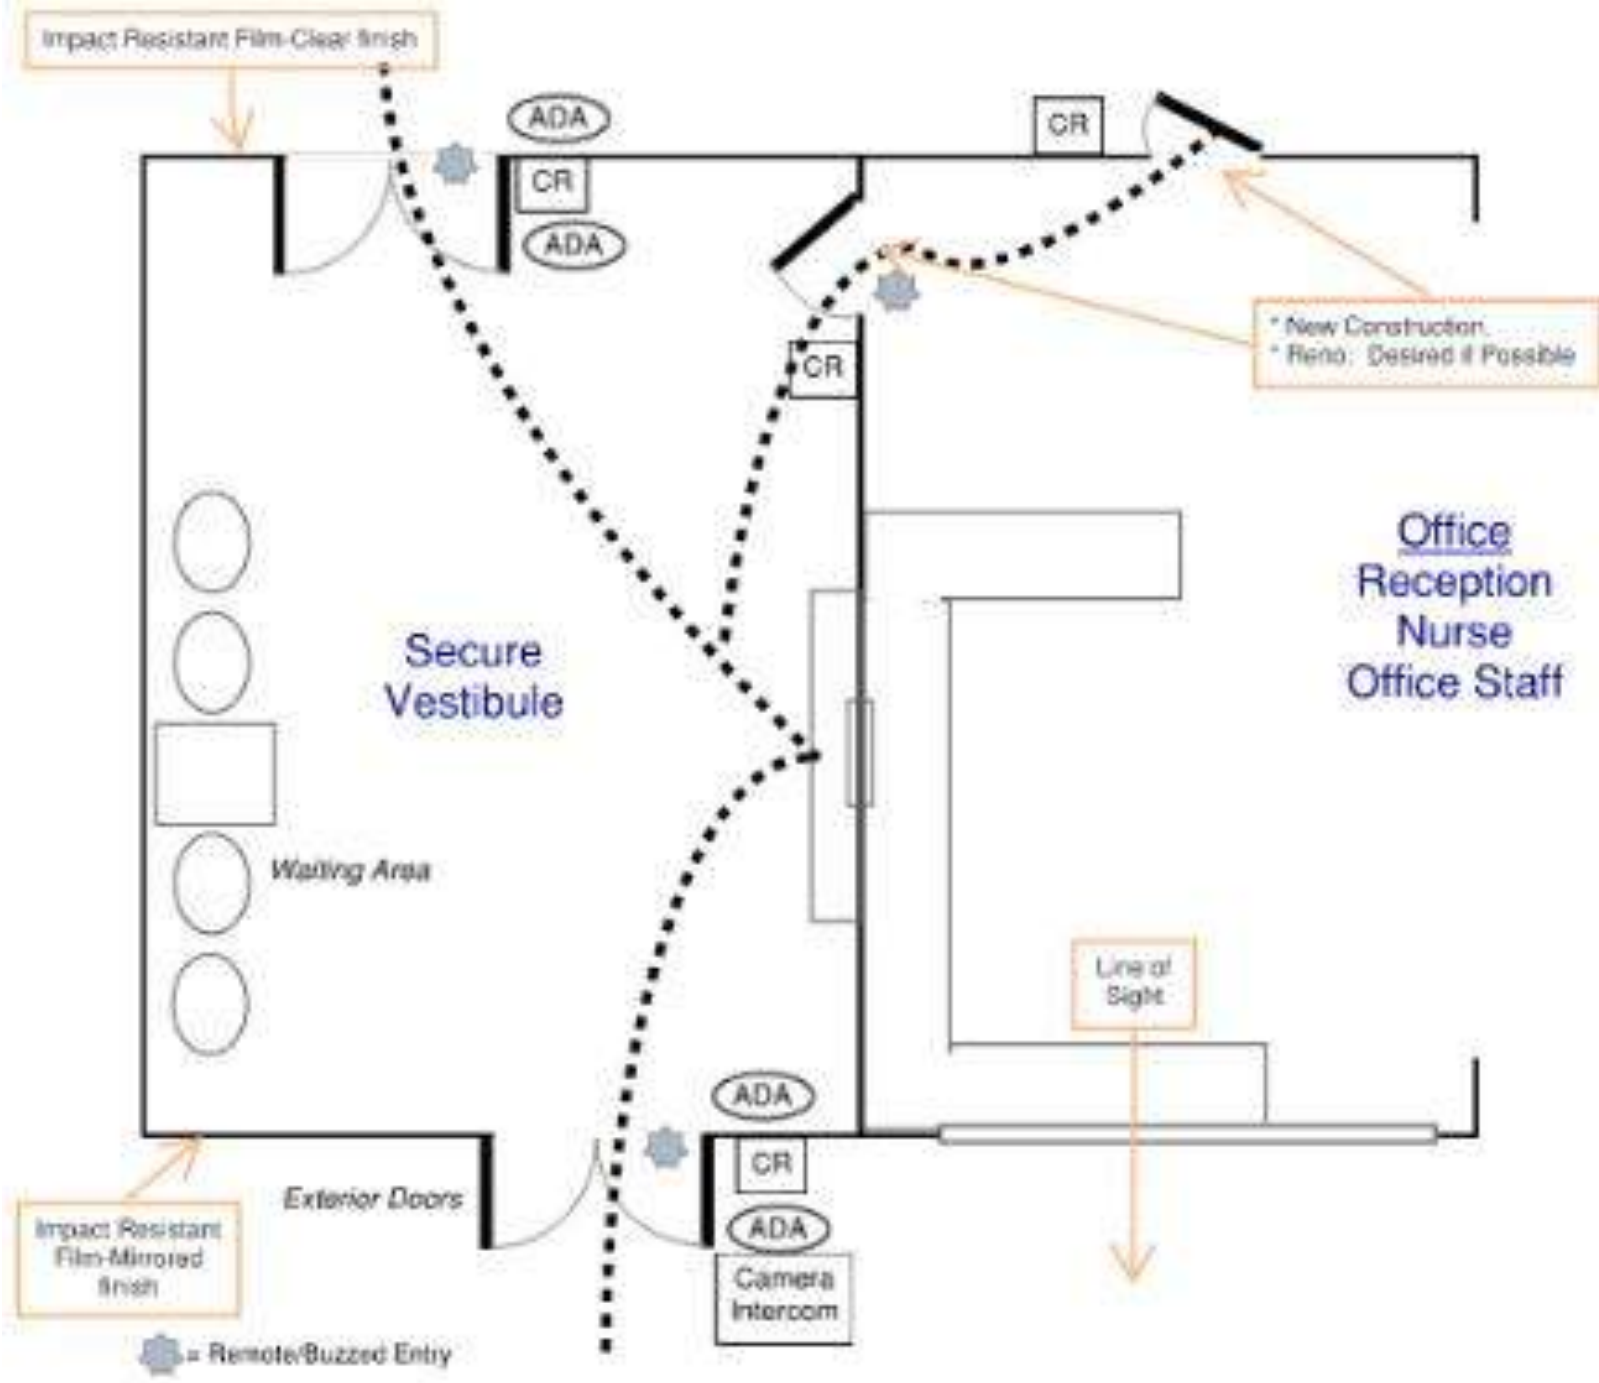 Impact Resistant Film-Clear finish
ADA
CR
CR
ADA
* New Construction
* Reno: Desired if Possible
CR
Office
Reception
Nurse
Office Staff
Secure
Vestibule
Waiting Area
Line of
Sight
ADA
CR
Exterior Doors
ADA
Impact Resistant
Film-Mirrored
finish
Camera
Intercom
= Remote/Buzzed Entry